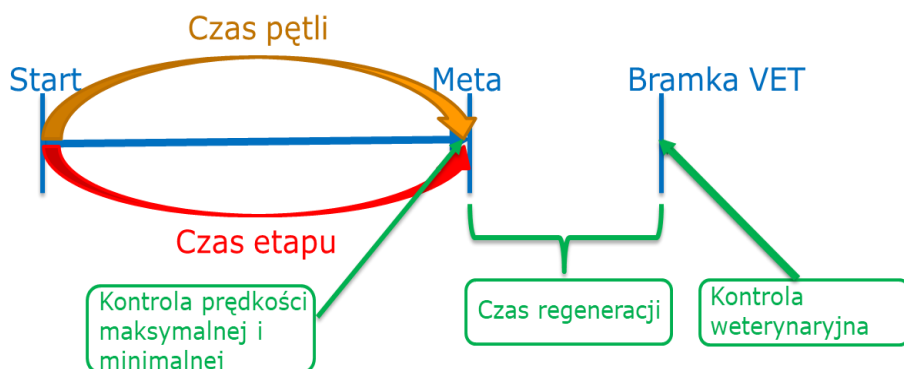 Czas pętli
Start
Meta
Bramka VET
Czas etapu
Kontrola prędkości
maksymalnej i
minimalnej
Czas regeneracji
Kontrola
weterynaryjna